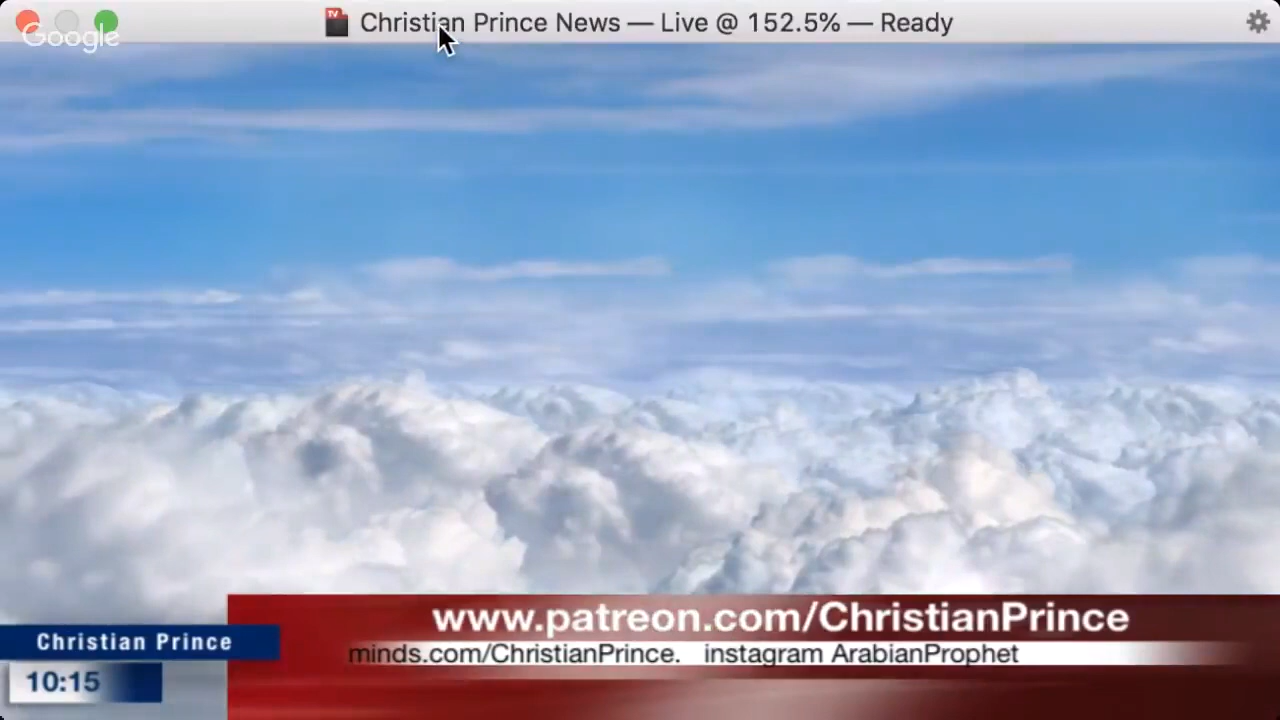 Christian Prince News — Live @ 152.5% — Ready
Google
www.patreon.com/ChristianPrince
minds.com/ChristianPrince. instagram ArabianProphet
Christian Prince
10:15
TV